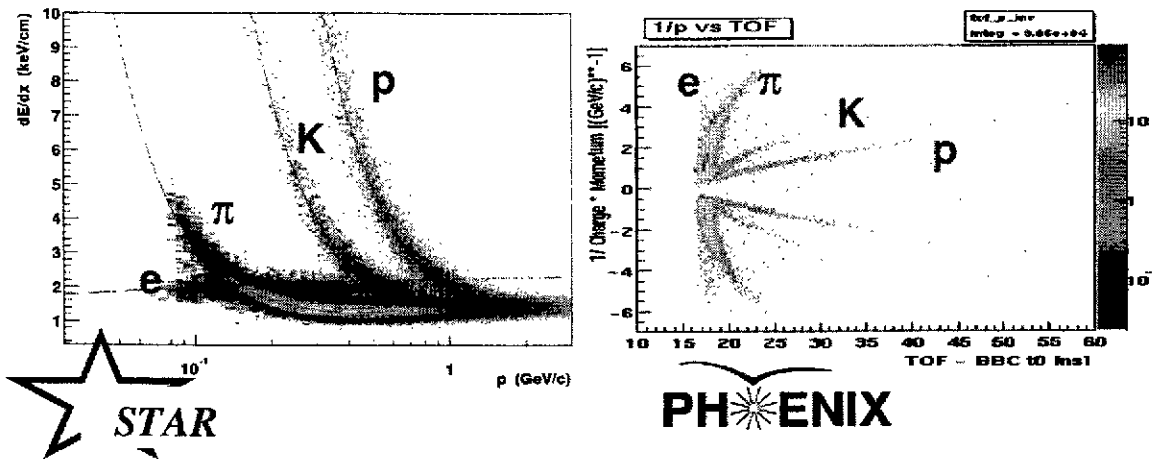 dE/dx (keV/cm)
10
9
8
7
6
5
4
3
2
1
p
K
π
e
10⁻¹
1
p (GeV/c)
STAR
1/p vs TOF
1/ Charge * Momentum [(GeV/c)**-1]
6
4
2
0
-2
-4
-6
e
π
K
p
10
1
10
15
20
25
30
35
40
45
50
55
60
TOF - BBC t0 [ns]
PHENIX